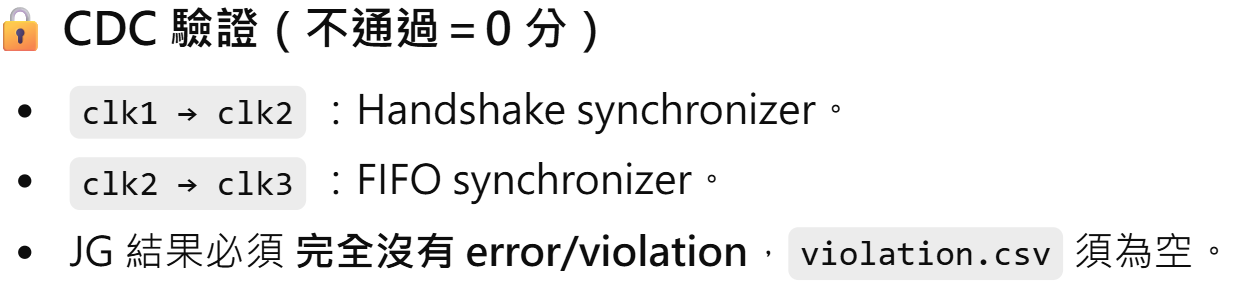 🔒 CDC 驗證（不通過 = 0 分）
• clk1 → clk2 ：Handshake synchronizer。
• clk2 → clk3 ：FIFO synchronizer。
• JG 結果必須 完全沒有 error/violation，violation.csv 須為空。